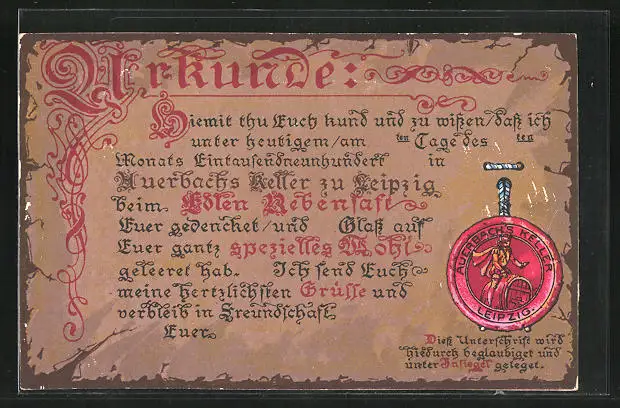 Urkunde:
Hiemit thu Euch kund und zu wißen/daß ich
unter heutigem/am ten Tage des ten
Monats Eintausendneunhundert in
Auerbachs Keller zu Leipzig
beim Edlen Rebensaft
Euer gedencket/und Glaß auf
Euer gantz spezielles Wohl
geleeret hab. Ich send Euch
meine hertzlichsten Grüsse und
verbleib in Freundschaft
Euer
AUERBACH'S KELLER
LEIPZIG.
Dieße Unterschrift wird
hiedurch beglaubiget und
unter Insiegel geleget.